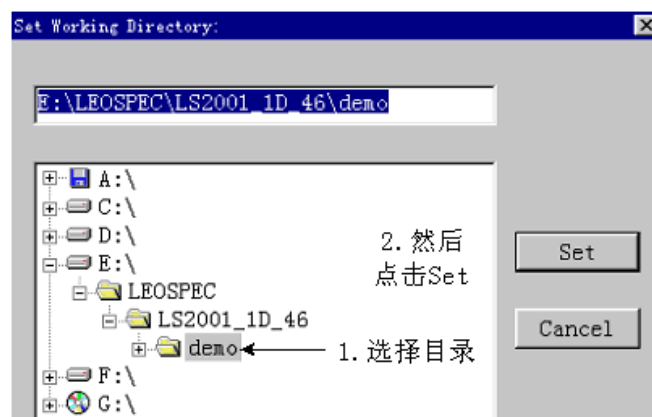 Set Working Directory:
E:\LEOSPEC\LS2001_1D_46\demo
A:\
C:\
D:\
E:\
LEOSPEC
LS2001_1D_46
demo
F:\
G:\
2. 然后
点击Set
1. 选择目录
Set
Cancel